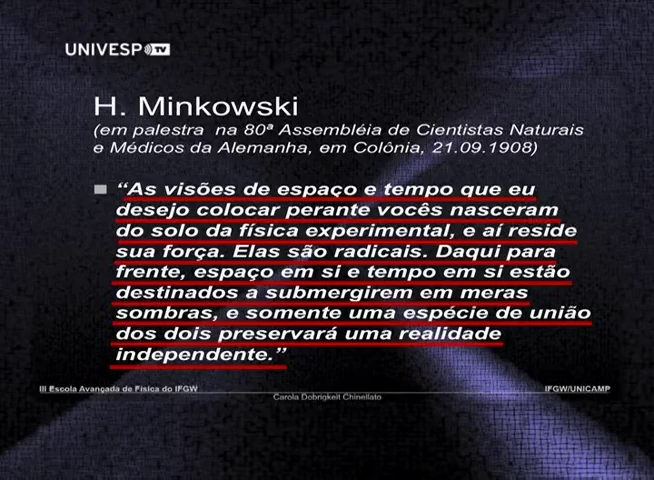 UNIVESP TV
H. Minkowski
(em palestra na 80ª Assembléia de Cientistas Naturais
e Médicos da Alemanha, em Colônia, 21.09.1908)
“As visões de espaço e tempo que eu
desejo colocar perante vocês nasceram
do solo da física experimental, e aí reside
sua força. Elas são radicais. Daqui para
frente, espaço em si e tempo em si estão
destinados a submergirem em meras
sombras, e somente uma espécie de união
dos dois preservará uma realidade
independente.”
III Escola Avançada de Física do IFGW
IFGW/UNICAMP
Carola Dobrigkeit Chinellato